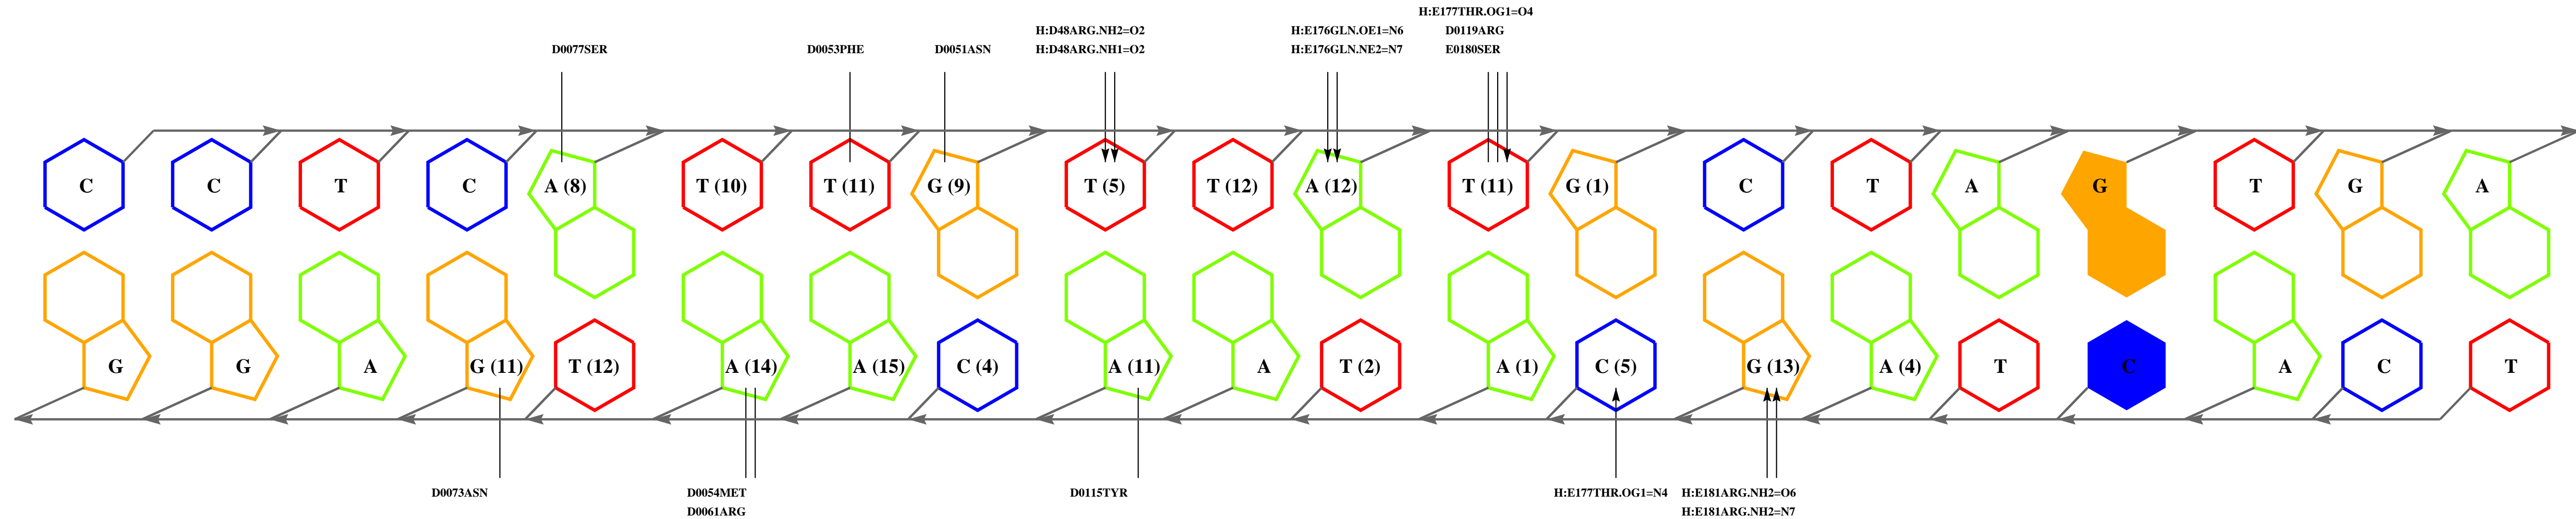 H:E177THR.OG1=O4
H:D48ARG.NH2=O2 H:E176GLN.OE1=N6 D0119ARG
D0077SER D0053PHE D0051ASN H:D48ARG.NH1=O2 H:E176GLN.NE2=N7 E0180SER
C C T C A (8) T (10) T (11) G (9) T (5) T (12) A (12) T (11) G (1) C T A G T G A
G G A G (11) T (12) A (14) A (15) C (4) A (11) A T (2) A (1) C (5) G (13) A (4) T C A C T
D0073ASN D0054MET D0115TYR H:E177THR.OG1=N4 H:E181ARG.NH2=O6
D0061ARG H:E181ARG.NH2=N7